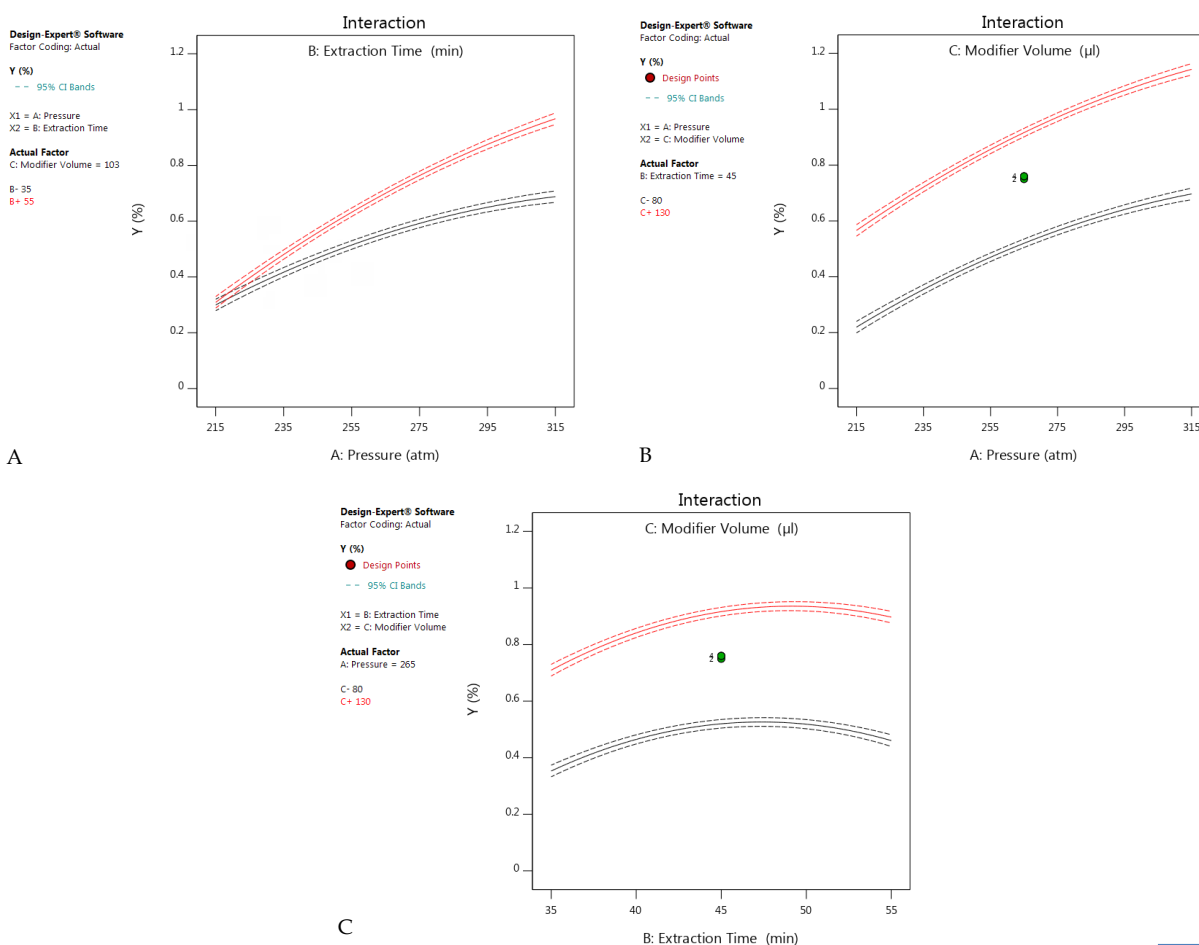 Design-Expert® Software
Factor Coding: Actual
Y (%)
95% CI Bands
X1 = A: Pressure
X2 = B: Extraction Time
Actual Factor
C: Modifier Volume = 103
B- 35
B+ 55
Interaction
B: Extraction Time (min)
Y (%)
1.2
1
0.8
0.6
0.4
0.2
0
215 235 255 275 295 315
A: Pressure (atm)
A
Design-Expert® Software
Factor Coding: Actual
Y (%)
Design Points
95% CI Bands
X1 = A: Pressure
X2 = C: Modifier Volume
Actual Factor
B: Extraction Time = 45
C- 80
C+ 130
Interaction
C: Modifier Volume (µl)
Y (%)
1.2
1
0.8
0.6
0.4
0.2
0
4
2
215 235 255 275 295 315
A: Pressure (atm)
B
Design-Expert® Software
Factor Coding: Actual
Y (%)
Design Points
95% CI Bands
X1 = B: Extraction Time
X2 = C: Modifier Volume
Actual Factor
A: Pressure = 265
C- 80
C+ 130
Interaction
C: Modifier Volume (µl)
Y (%)
1.2
1
0.8
0.6
0.4
0.2
0
4
2
35 40 45 50 55
B: Extraction Time (min)
C